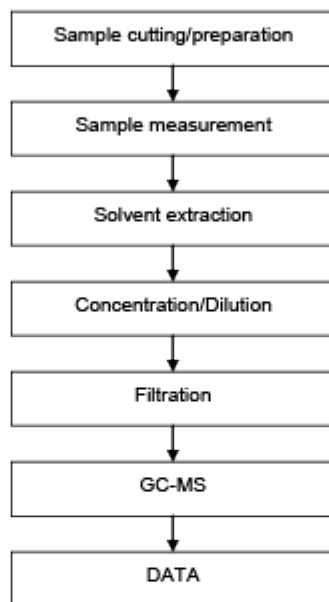 Sample cutting/preparation
Sample measurement
Solvent extraction
Concentration/Dilution
Filtration
GC-MS
DATA